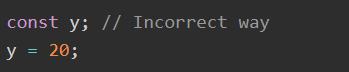 const y; // Incorrect way
y = 20;